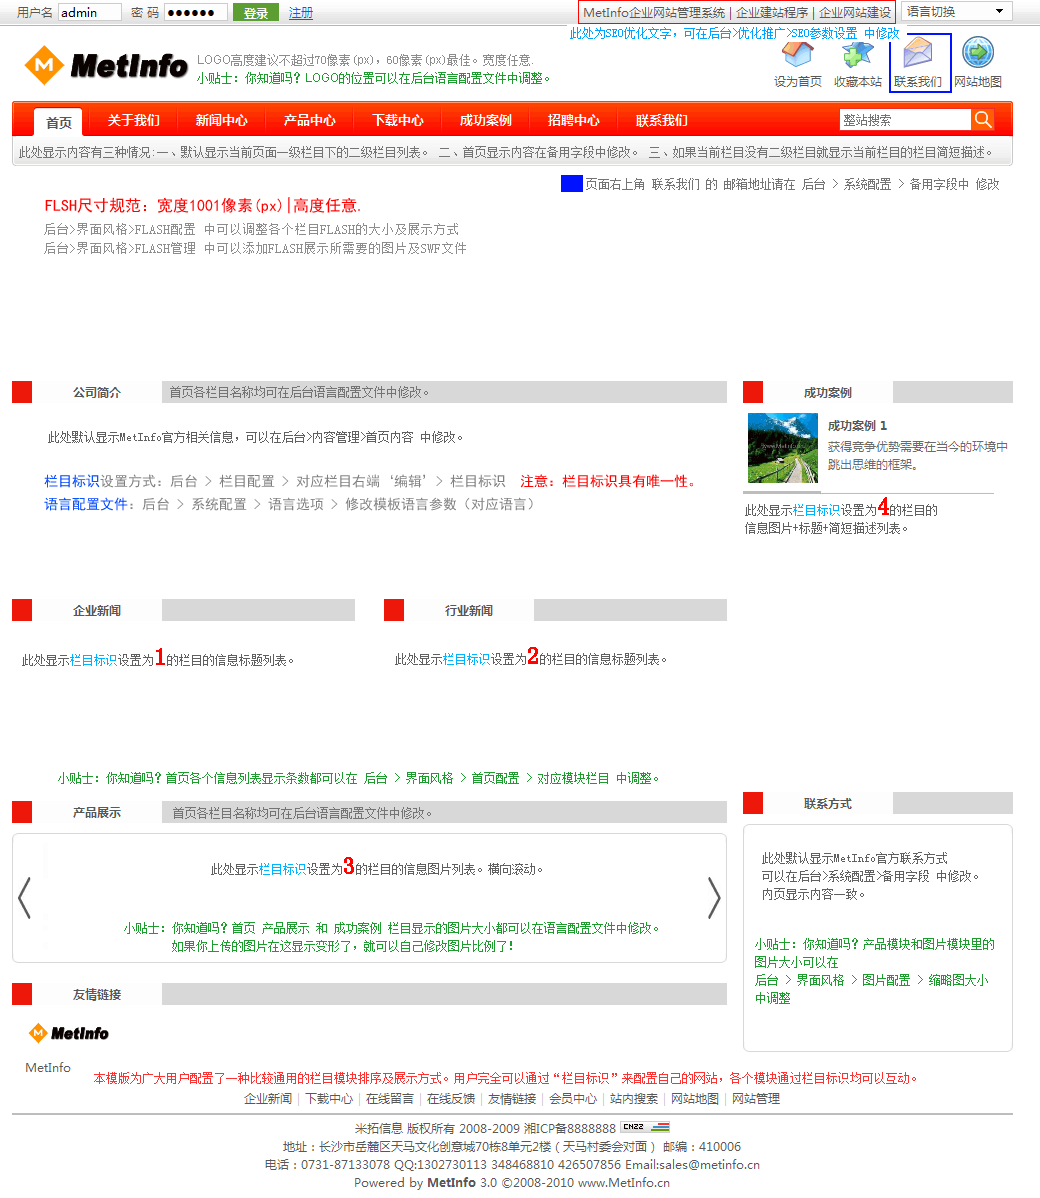 用户名 admin 密 码 ●●●●●● 登录 注册 MetInfo企业网站管理系统 | 企业建站程序 | 企业网站建设 语言切换
此处为SEO优化文字，可在后台>优化推广>SEO参数设置 中修改
MetInfo LOGO高度建议不超过70像素(px)，60像素(px)最佳。宽度任意.
小贴士：你知道吗？LOGO的位置可以在后台语言配置文件中调整。
设为首页 收藏本站 联系我们 网站地图
首页 关于我们 新闻中心 产品中心 下载中心 成功案例 招聘中心 联系我们 整站搜索
此处显示内容有三种情况:一、默认显示当前页面一级栏目下的二级栏目列表。 二、首页显示内容在备用字段中修改。 三、如果当前栏目没有二级栏目就显示当前栏目的栏目简短描述。
页面右上角 联系我们 的 邮箱地址请在 后台 > 系统配置 > 备用字段中 修改
FLSH尺寸规范：宽度1001像素(px)|高度任意.
后台>界面风格>FLASH配置 中可以调整各个栏目FLASH的大小及展示方式
后台>界面风格>FLASH管理 中可以添加FLASH展示所需要的图片及SWF文件
公司简介 首页各栏目名称均可在后台语言配置文件中修改。
此处默认显示MetInfo官方相关信息，可以在后台>内容管理>首页内容 中修改。
栏目标识设置方式：后台 > 栏目配置 > 对应栏目右端‘编辑’> 栏目标识 注意：栏目标识具有唯一性。
语言配置文件：后台 > 系统配置 > 语言选项 > 修改模板语言参数（对应语言）
成功案例
成功案例 1
获得竞争优势需要在当今的环境中
跳出思维的框架。
此处显示栏目标识设置为4的栏目的
信息图片+标题+简短描述列表。
企业新闻
此处显示栏目标识设置为1的栏目的信息标题列表。
行业新闻
此处显示栏目标识设置为2的栏目的信息标题列表。
小贴士：你知道吗？首页各个信息列表显示条数都可以在 后台 > 界面风格 > 首页配置 > 对应模块栏目 中调整。
产品展示 首页各栏目名称均可在后台语言配置文件中修改。
此处显示栏目标识设置为3的栏目的信息图片列表。横向滚动。
小贴士：你知道吗？首页 产品展示 和 成功案例 栏目显示的图片大小都可以在语言配置文件中修改。
如果你上传的图片在这显示变形了，就可以自己修改图片比例了！
联系方式
此处默认显示MetInfo官方联系方式
可以在后台>系统配置>备用字段 中修改。
内页显示内容一致。
小贴士：你知道吗？产品模块和图片模块里的
图片大小可以在
后台 > 界面风格 > 图片配置 > 缩略图大小
中调整
友情链接
MetInfo
MetInfo
本模版为广大用户配置了一种比较通用的栏目模块排序及展示方式。用户完全可以通过“栏目标识”来配置自己的网站，各个模块通过栏目标识均可以互动。
企业新闻 | 下载中心 | 在线留言 | 在线反馈 | 友情链接 | 会员中心 | 站内搜索 | 网站地图 | 网站管理
米拓信息 版权所有 2008-2009 湘ICP备8888888 CNZZ
地址：长沙市岳麓区天马文化创意城70栋8单元2楼（天马村委会对面） 邮编：410006
电话：0731-87133078 QQ:1302730113 348468810 426507856 Email:sales@metinfo.cn
Powered by MetInfo 3.0 ©2008-2010 www.MetInfo.cn